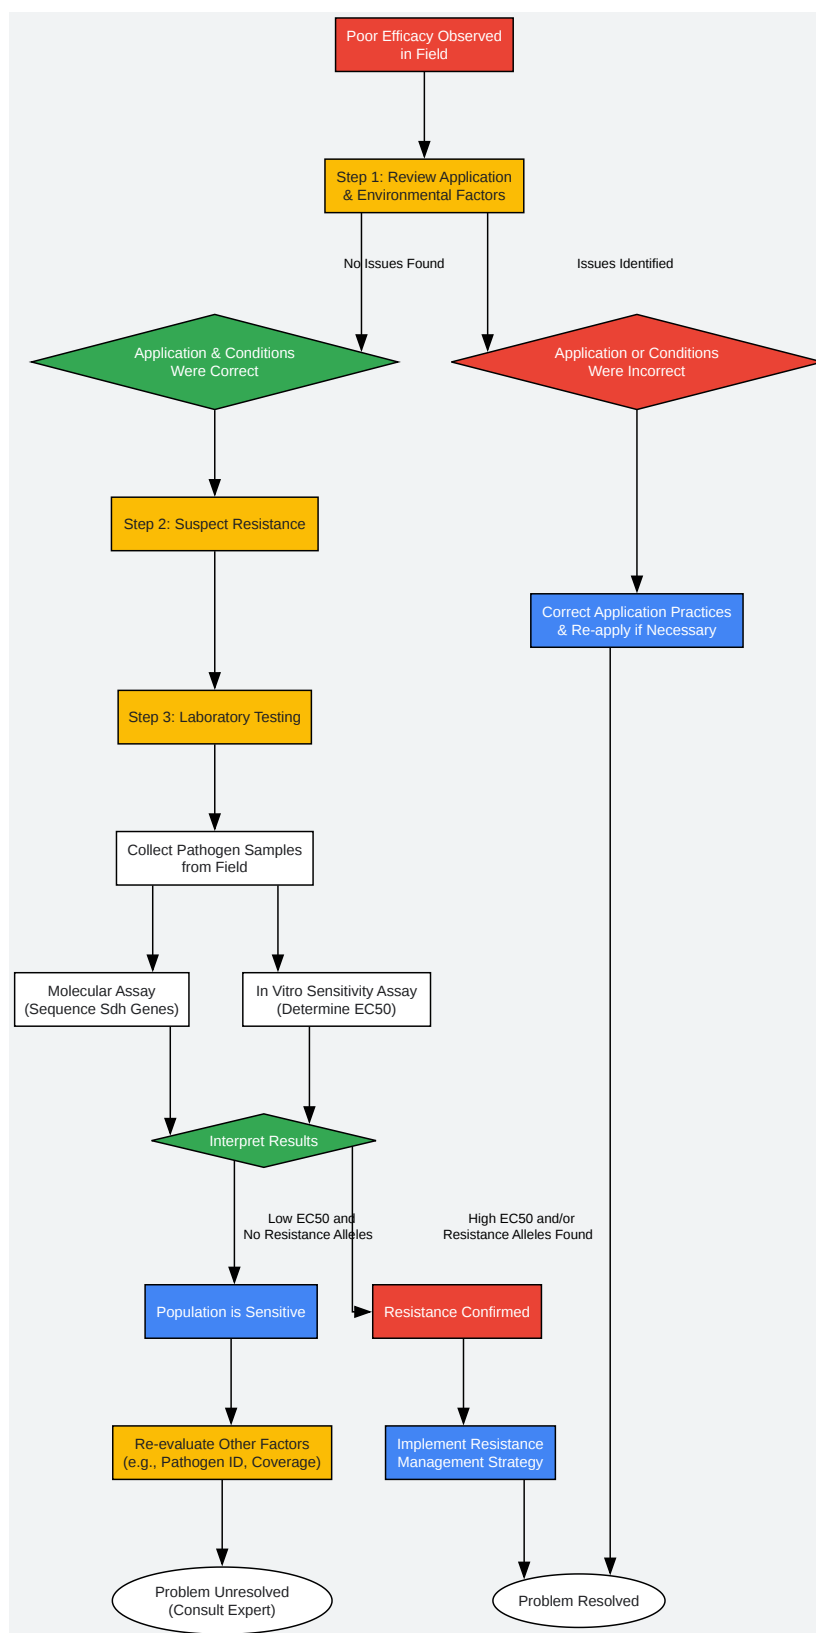 Poor Efficacy Observed
in Field
Step 1: Review Application
& Environmental Factors
No Issues Found
Issues Identified
Application & Conditions
Were Correct
Application or Conditions
Were Incorrect
Step 2: Suspect Resistance
Correct Application Practices
& Re-apply if Necessary
Step 3: Laboratory Testing
Collect Pathogen Samples
from Field
Molecular Assay
(Sequence Sdh Genes)
In Vitro Sensitivity Assay
(Determine EC50)
Interpret Results
Low EC50 and
No Resistance Alleles
High EC50 and/or
Resistance Alleles Found
Population is Sensitive
Resistance Confirmed
Re-evaluate Other Factors
(e.g., Pathogen ID, Coverage)
Implement Resistance
Management Strategy
Problem Unresolved
(Consult Expert)
Problem Resolved